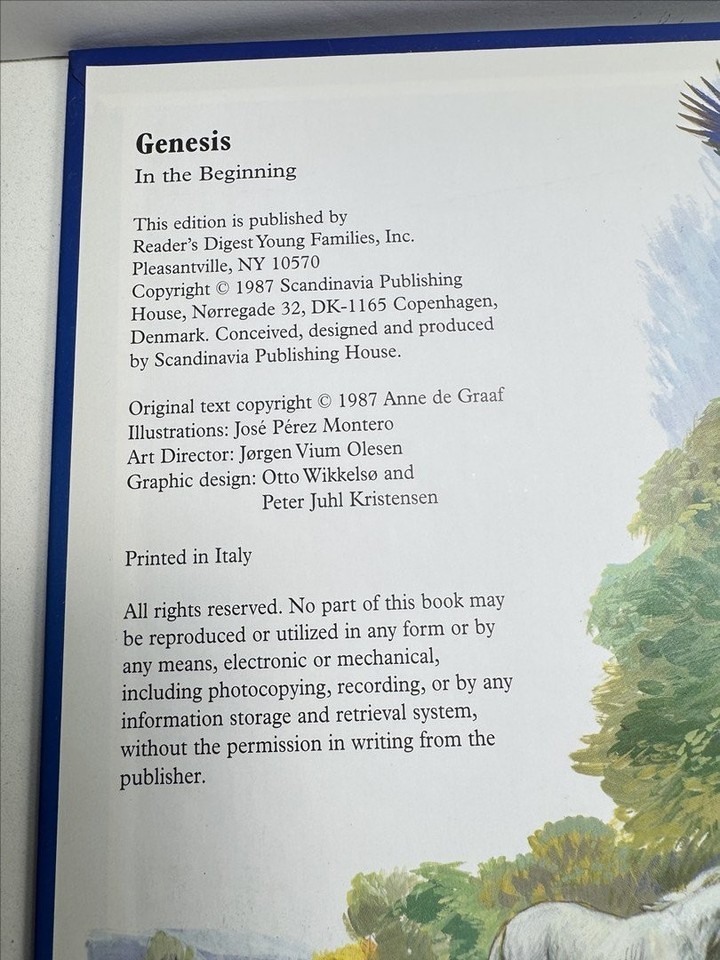 Genesis
In the Beginning
This edition is published by
Reader's Digest Young Families, Inc.
Pleasantville, NY 10570
Copyright © 1987 Scandinavia Publishing
House, Nørregade 32, DK-1165 Copenhagen,
Denmark. Conceived, designed and produced
by Scandinavia Publishing House.
Original text copyright © 1987 Anne de Graaf
Illustrations: José Pérez Montero
Art Director: Jørgen Vium Olesen
Graphic design: Otto Wikkelsø and
Peter Juhl Kristensen
Printed in Italy
All rights reserved. No part of this book may
be reproduced or utilized in any form or by
any means, electronic or mechanical,
including photocopying, recording, or by any
information storage and retrieval system,
without the permission in writing from the
publisher.